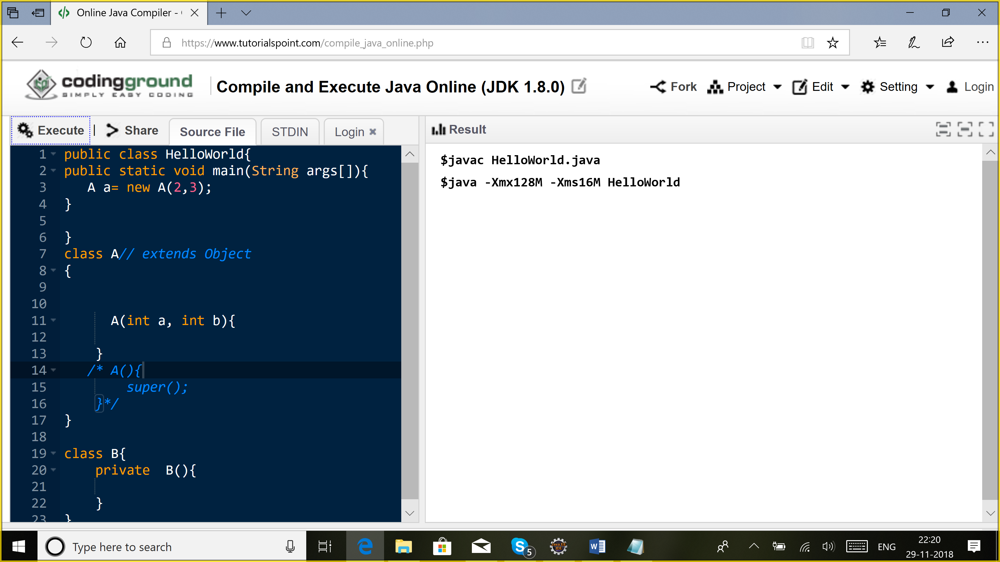 Online Java Compiler -
https://www.tutorialspoint.com/compile_java_online.php
codingground
SIMPLY EASY CODING
Compile and Execute Java Online (JDK 1.8.0)
Fork Project Edit Setting Login
Execute | Share Source File STDIN Login
Result
1 public class HelloWorld{
2 public static void main(String args[]){
3 A a= new A(2,3);
4 }
5
6 }
7 class A// extends Object
8 {
9
10
11 A(int a, int b){
12
13 }
14 /* A(){
15 super();
16 }*/
17 }
18
19 class B{
20 private  B(){
21
22 }
23 }
$javac HelloWorld.java
$java -Xmx128M -Xms16M HelloWorld
Type here to search
S 5
Java EE
IDE
W
ENG
22:20
29-11-2018